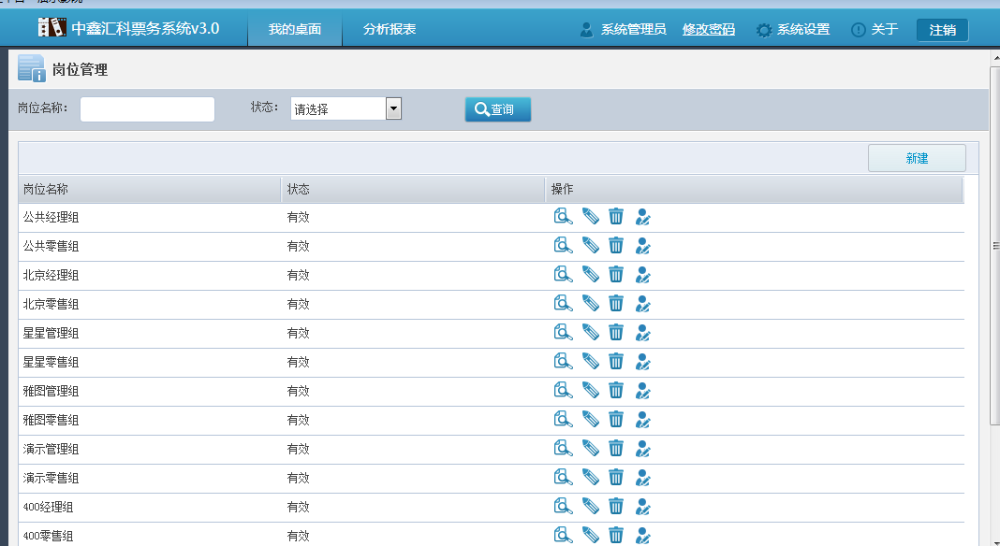 中鑫汇科票务系统v3.0 我的桌面 分析报表 系统管理员 修改密码 系统设置 关于 注销
岗位管理
岗位名称： 状态： 请选择 查询
新建
岗位名称 状态 操作
公共经理组 有效
公共零售组 有效
北京经理组 有效
北京零售组 有效
星星管理组 有效
星星零售组 有效
雅图管理组 有效
雅图零售组 有效
演示管理组 有效
演示零售组 有效
400经理组 有效
400零售组 有效